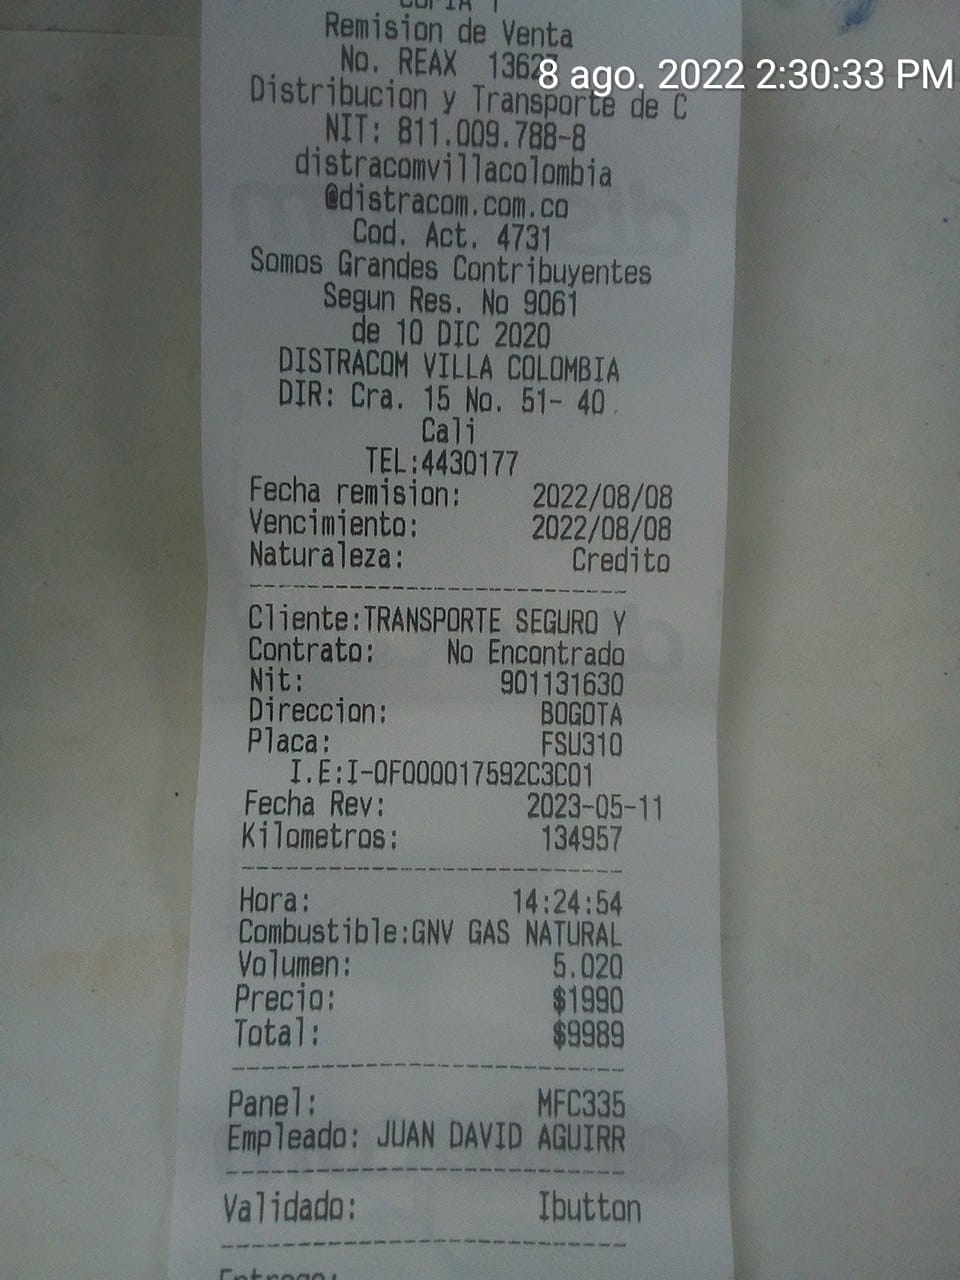 COPIA 1
Remision de Venta
No. REAX 13627
8 ago. 2022 2:30:33 PM
Distribucion y Transporte de C
NIT: 811.009.788-8
distracomvillacolombia
@distracom.com.co
Cod. Act. 4731
Somos Grandes Contribuyentes
Segun Res. No 9061
de 10 DIC 2020
DISTRACOM VILLA COLOMBIA
DIR: Cra. 15 No. 51- 40 .
Cali
TEL:4430177
Fecha remision: 2022/08/08
Vencimiento: 2022/08/08
Naturaleza: Credito
Cliente:TRANSPORTE SEGURO Y
Contrato: No Encontrado
Nit: 901131630
Direccion: BOGOTA
Placa: FSU310
I.E:I-0F000017592C3C01
Fecha Rev: 2023-05-11
Kilometros: 134957
Hora: 14:24:54
Combustible:GNV GAS NATURAL
Volumen: 5.020
Precio: $1990
Total: $9989
Panel: MFC335
Empleado: JUAN DAVID AGUIRR
Validado: Ibutton
Entrego: